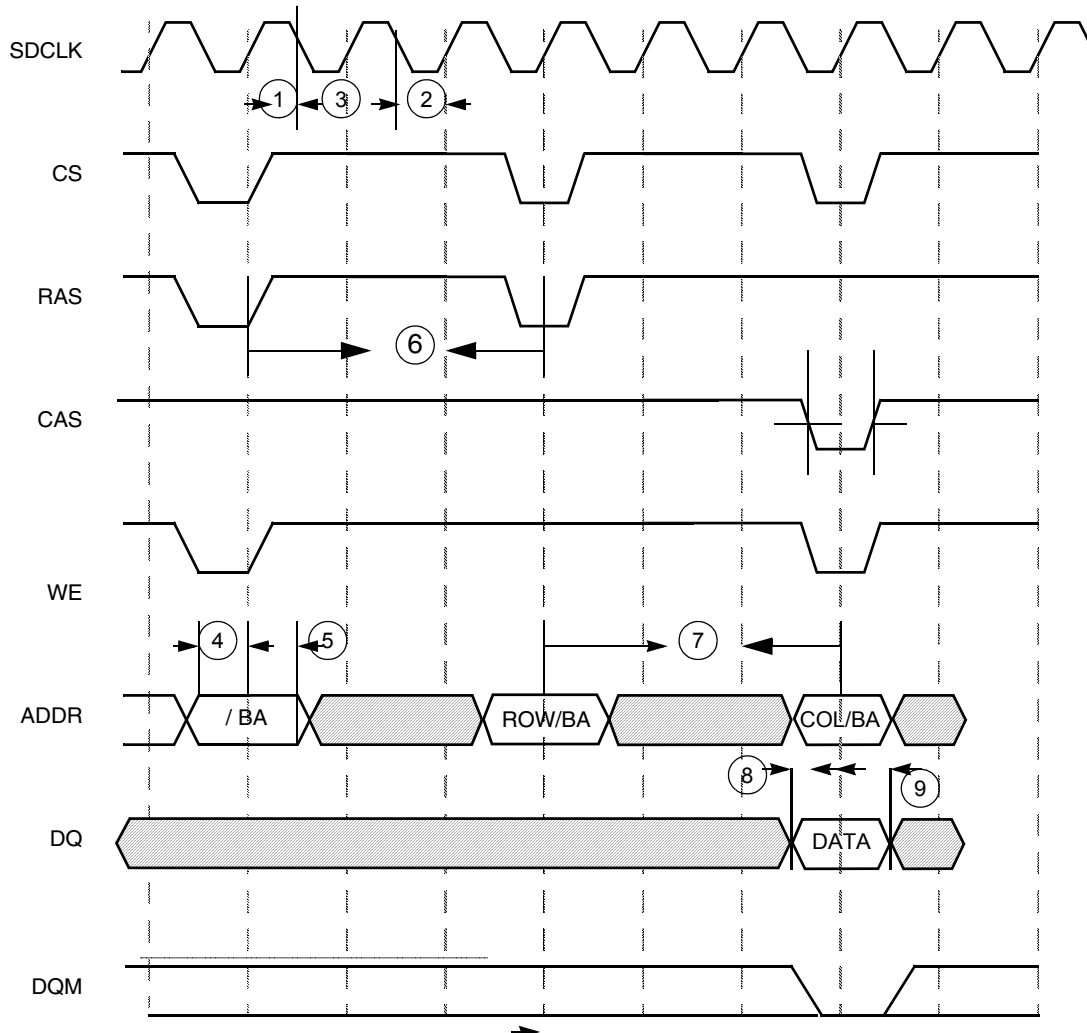 SDCLK
1 3 2
CS
RAS
6
CAS
WE
4 5 7
ADDR / BA ROW/BA COL/BA
8 9
DQ DATA
DQM